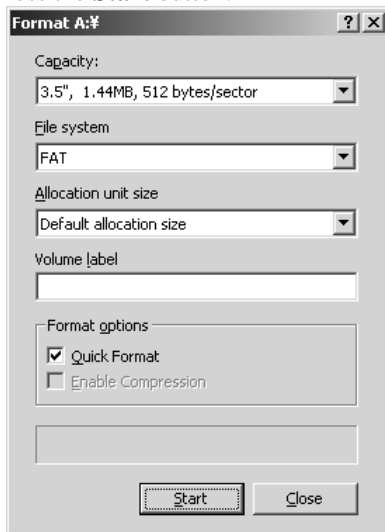 Format A:¥
? X
Capacity:
3.5", 1.44MB, 512 bytes/sector
File system
FAT
Allocation unit size
Default allocation size
Volume label
Format options
Quick Format
Enable Compression
Start
Close